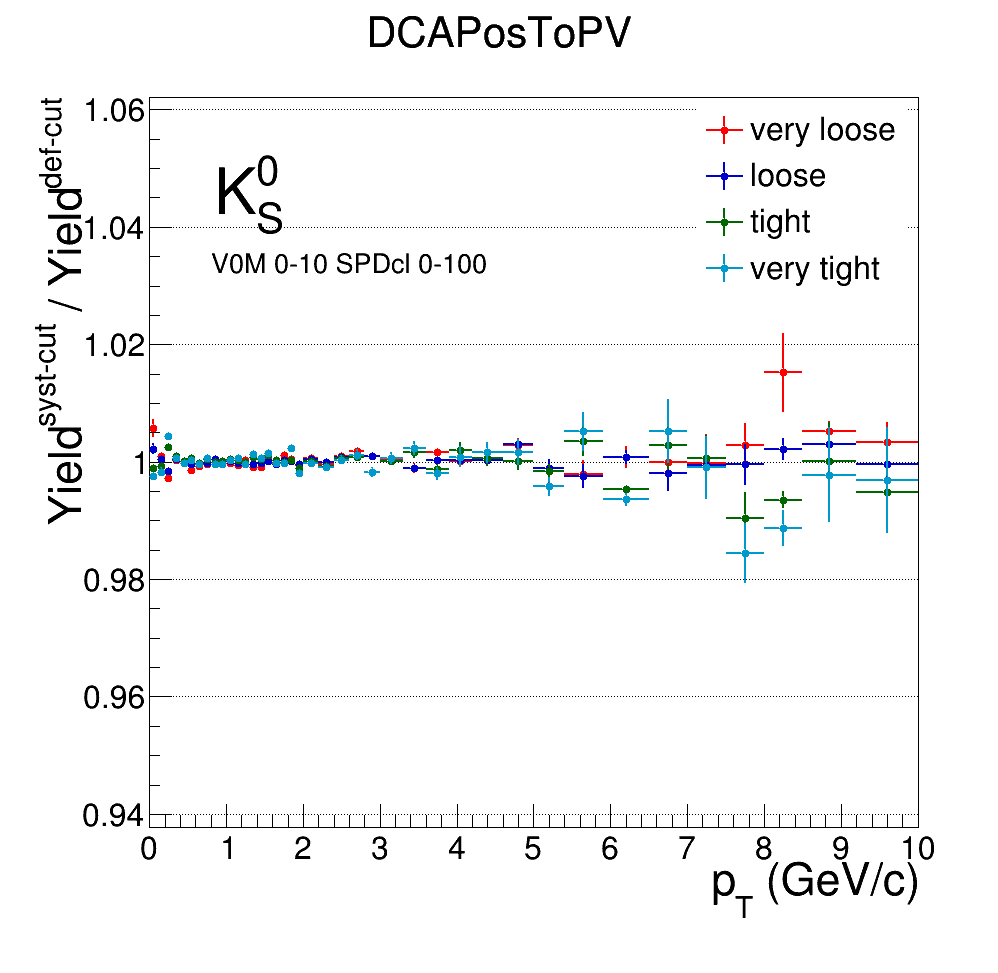 DCAPosToPV
Yield^syst-cut / Yield^def-cut
1.06
1.04
1.02
1
0.98
0.96
0.94
K_S^0
V0M 0-10 SPDcl 0-100
very loose
loose
tight
very tight
0 1 2 3 4 5 6 7 8 9 10
p_T (GeV/c)